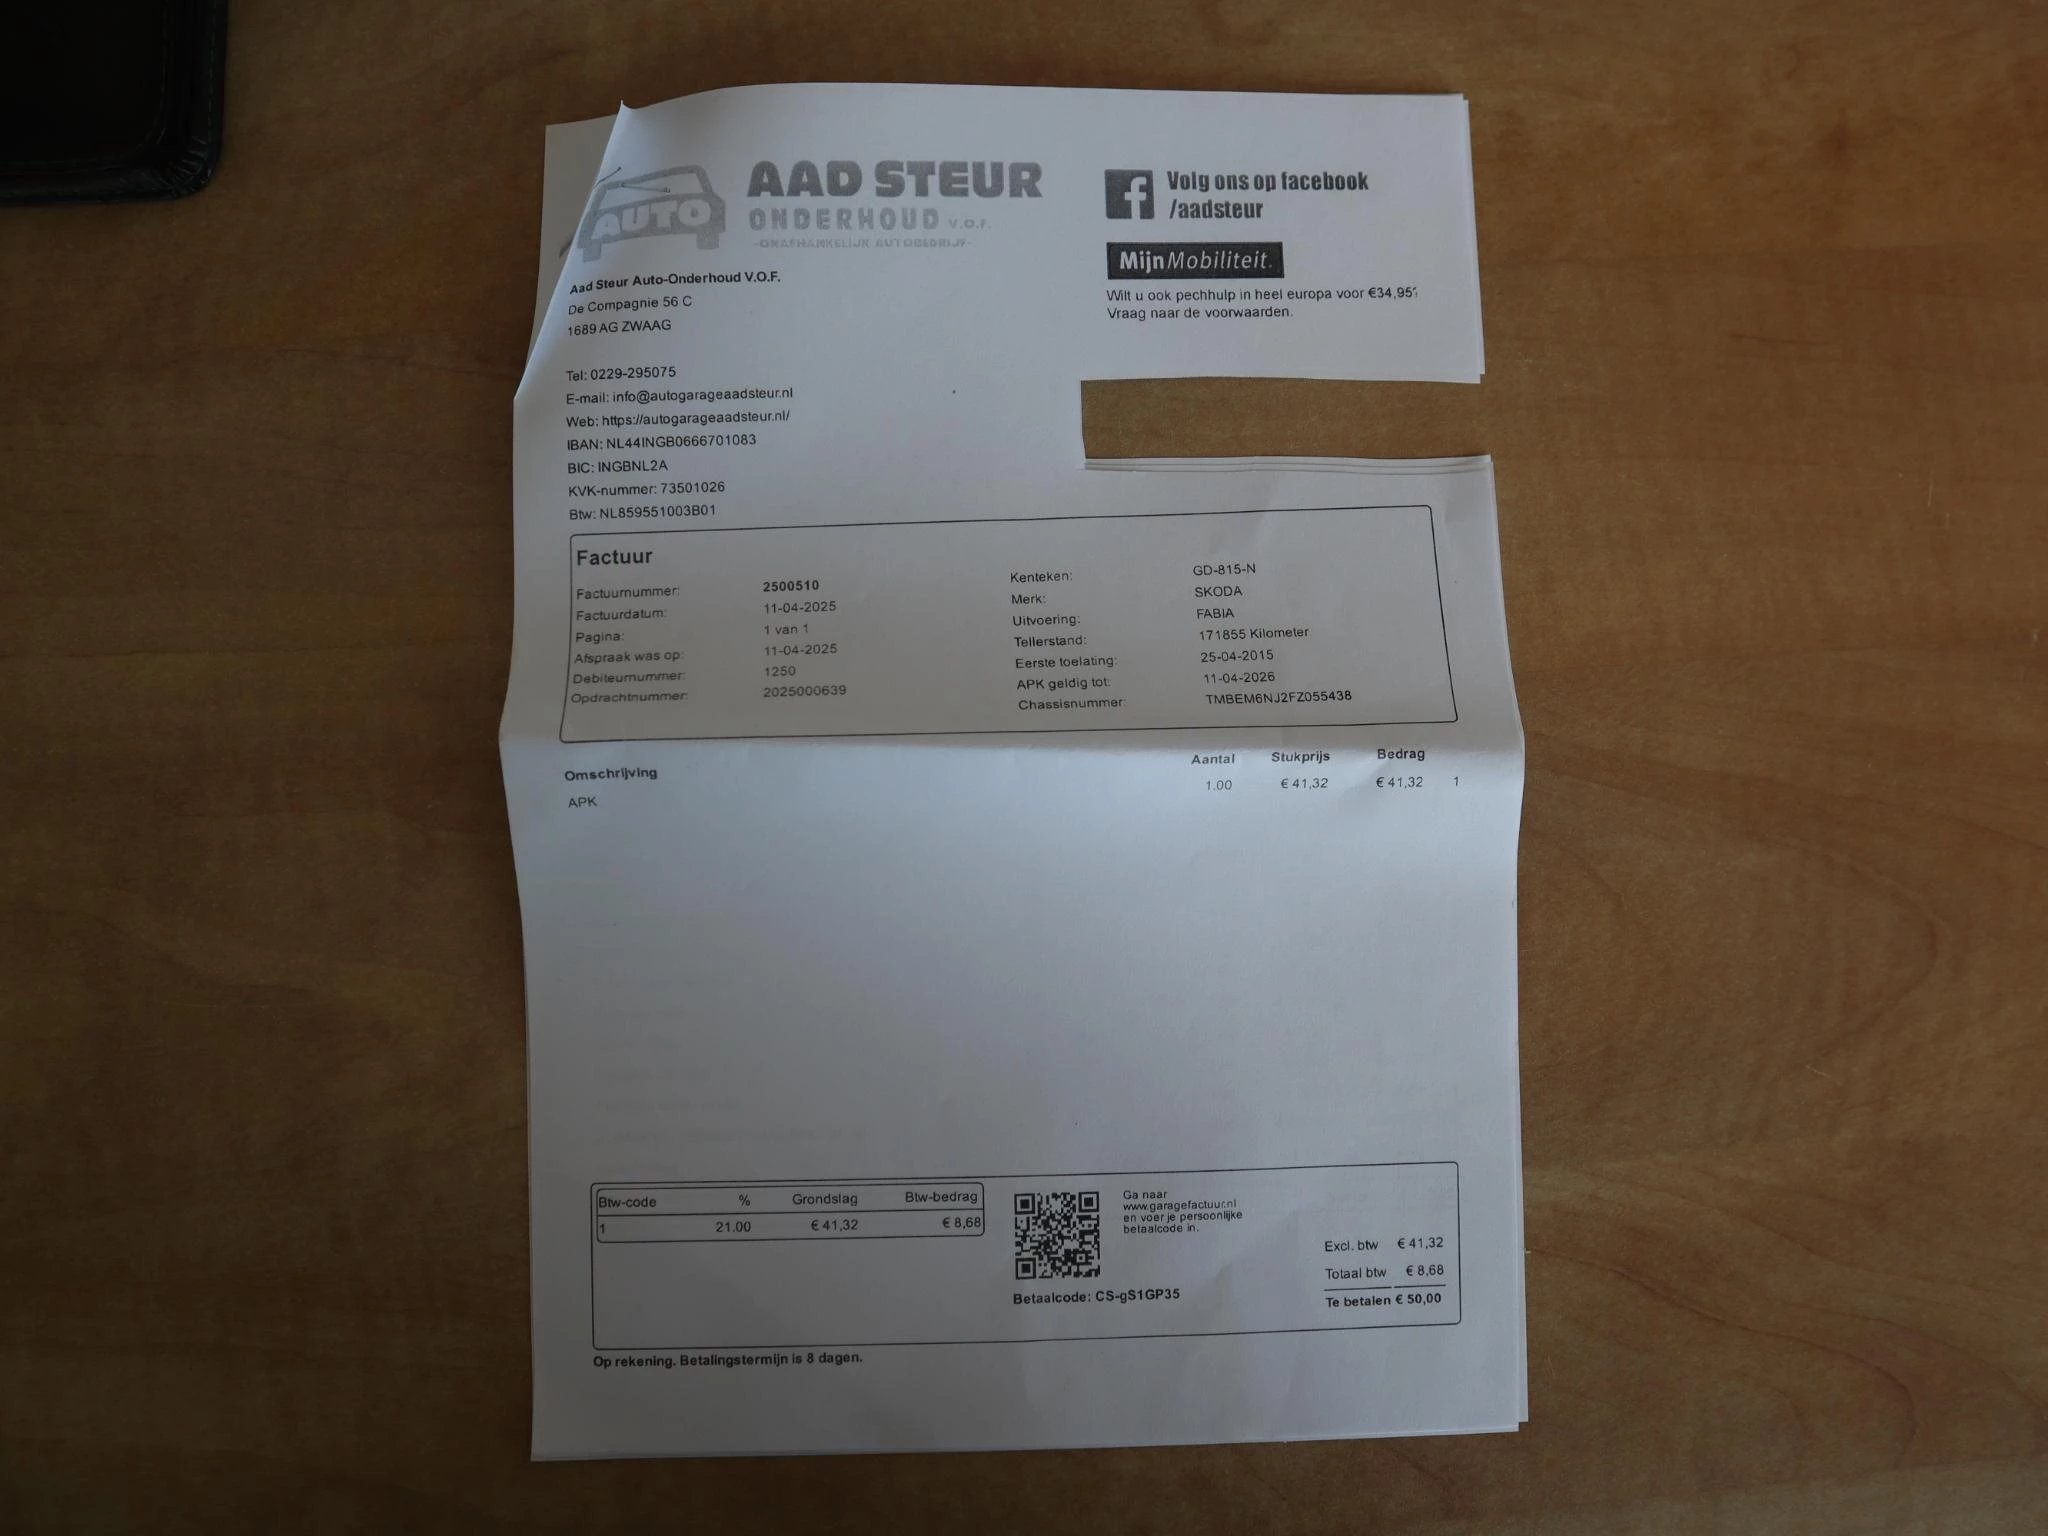 AUTO
AAD STEUR
ONDERHOUD V.O.F.
-ONAFHANKELIJK AUTOBEDRIJF-
Volg ons op facebook
/aadsteur
MijnMobiliteit.
Wilt u ook pechhulp in heel europa voor €34,95
Vraag naar de voorwaarden.
Aad Steur Auto-Onderhoud V.O.F.
De Compagnie 56 C
1689 AG ZWAAG
Tel: 0229-295075
E-mail: info@autogarageaadsteur.nl
Web: https://autogarageaadsteur.nl/
IBAN: NL44INGB0666701083
BIC: INGBNL2A
KVK-nummer: 73501026
Btw: NL859551003B01
Factuur
Factuurnummer: 2500510
Factuurdatum: 11-04-2025
Pagina: 1 van 1
Afspraak was op: 11-04-2025
Debiteurnummer: 1250
Opdrachtnummer: 2025000639
Kenteken: GD-815-N
Merk: SKODA
Uitvoering: FABIA
Tellerstand: 171855 Kilometer
Eerste toelating: 25-04-2015
APK geldig tot: 11-04-2026
Chassisnummer: TMBEM6NJ2FZ055438
Omschrijving Aantal Stukprijs Bedrag
APK 1.00 € 41,32 € 41,32 1
Btw-code % Grondslag Btw-bedrag
1 21.00 € 41,32 € 8,68
Ga naar
www.garagefactuur.nl
en voer je persoonlijke
betaalcode in.
Betaalcode: CS-gS1GP35
Excl. btw € 41,32
Totaal btw € 8,68
Te betalen € 50,00
Op rekening. Betalingstermijn is 8 dagen.